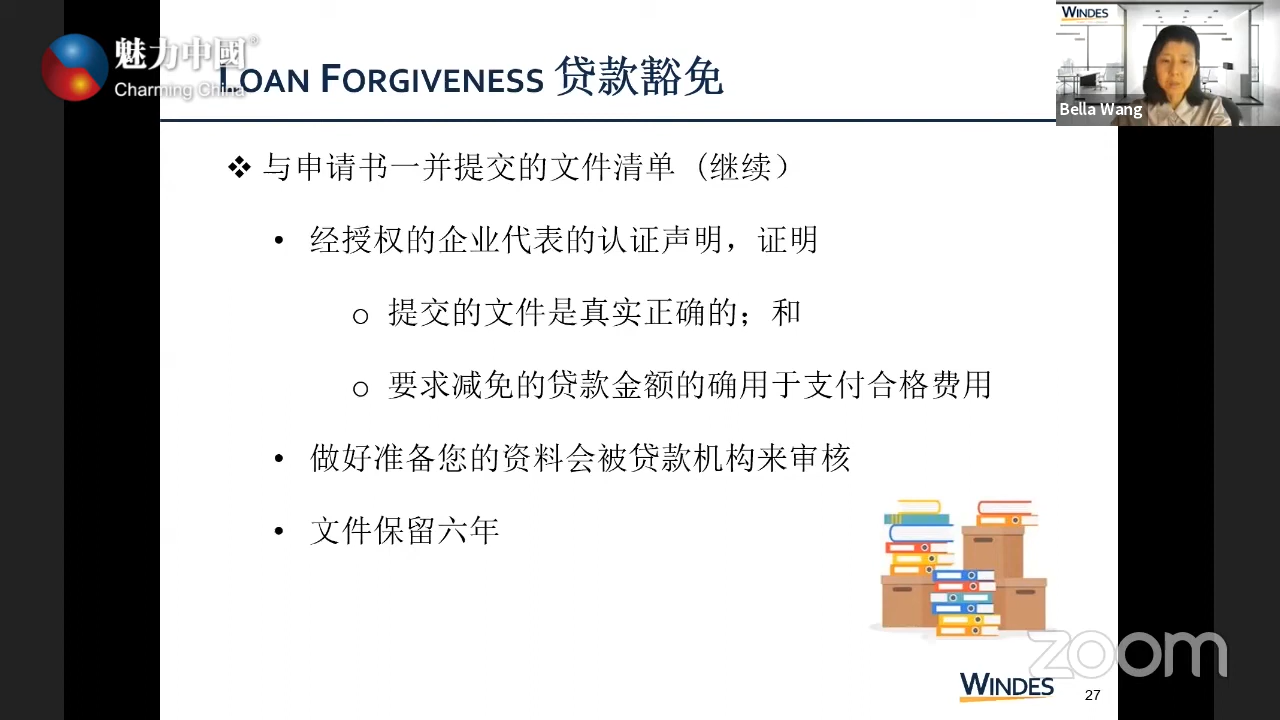 魅力中國®
Charming China
LOAN FORGIVENESS 贷款豁免
WINDES
Bella Wang
❖ 与申请书一并提交的文件清单 (继续)
• 经授权的企业代表的认证声明，证明
o 提交的文件是真实正确的；和
o 要求减免的贷款金额的确用于支付合格费用
• 做好准备您的资料会被贷款机构来审核
• 文件保留六年
zoom
WINDES
27